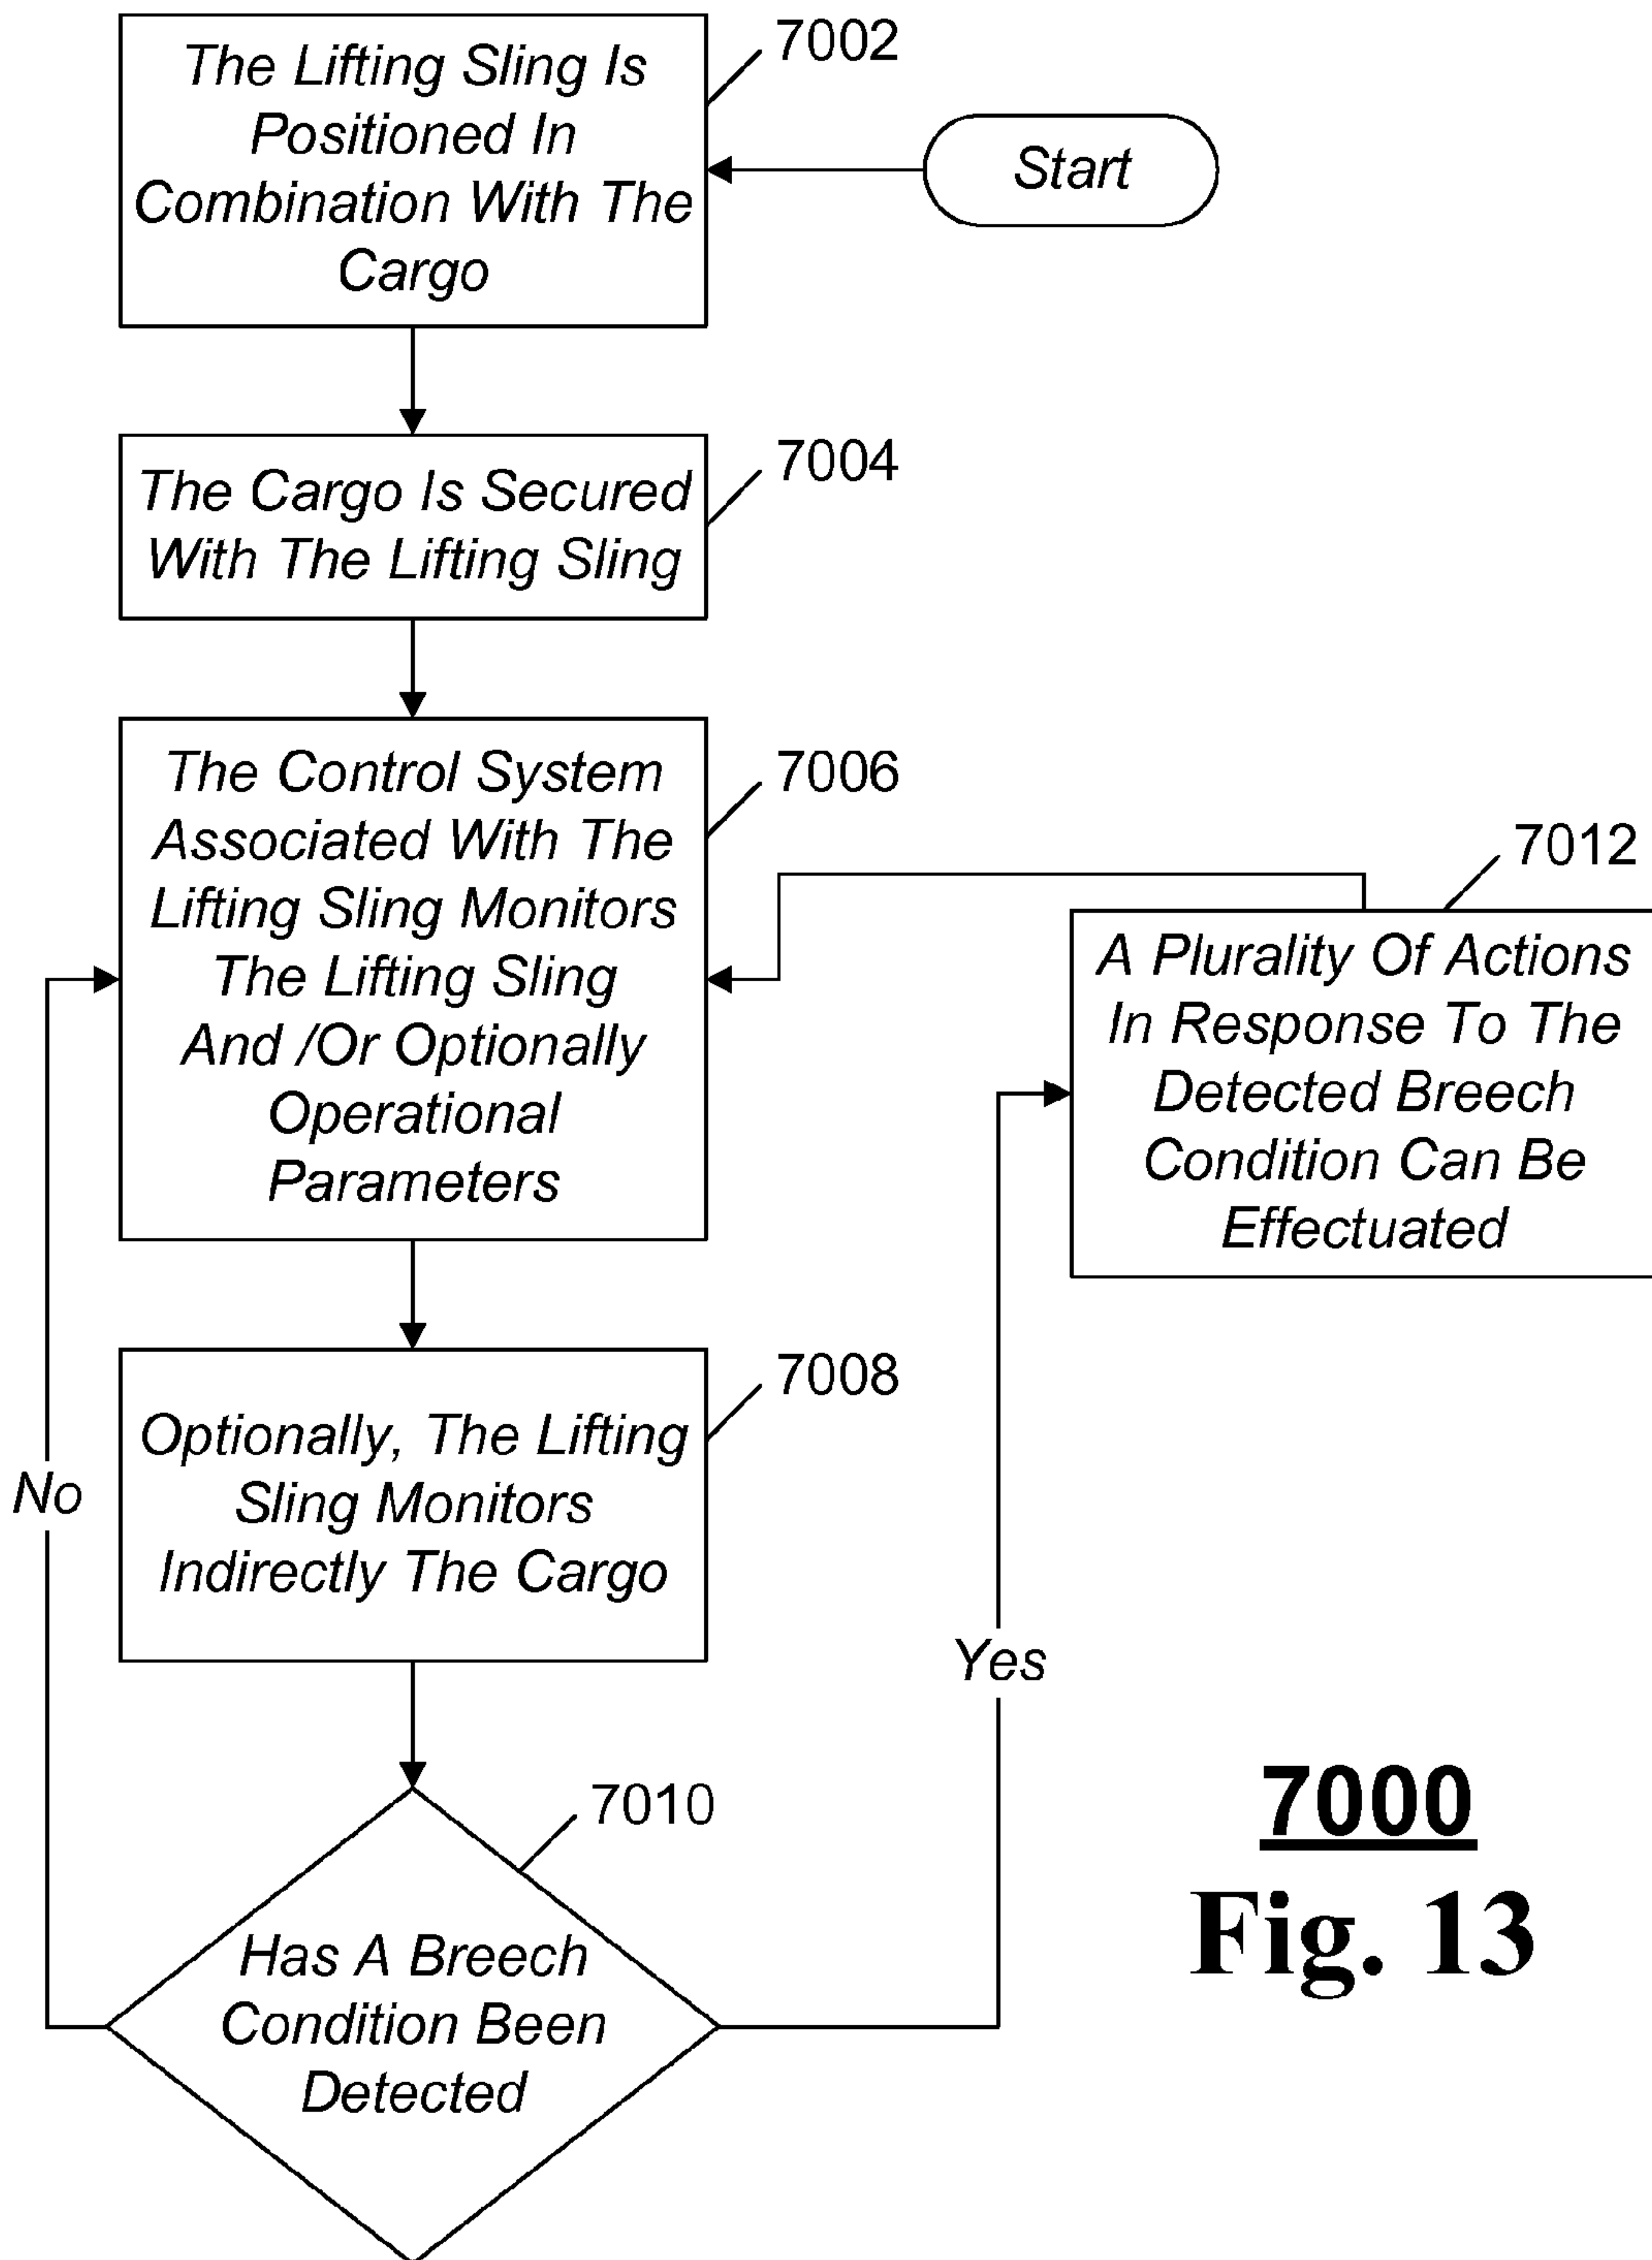 The Lifting Sling Is
Positioned In
Combination With The
Cargo
7002
Start
The Cargo Is Secured
With The Lifting Sling
7004
The Control System
Associated With The
Lifting Sling Monitors
The Lifting Sling
And /Or Optionally
Operational
Parameters
7006
7012
A Plurality Of Actions
In Response To The
Detected Breech
Condition Can Be
Effectuated
Optionally, The Lifting
Sling Monitors
Indirectly The Cargo
7008
No
Yes
7010
Has A Breech
Condition Been
Detected
7000
Fig. 13